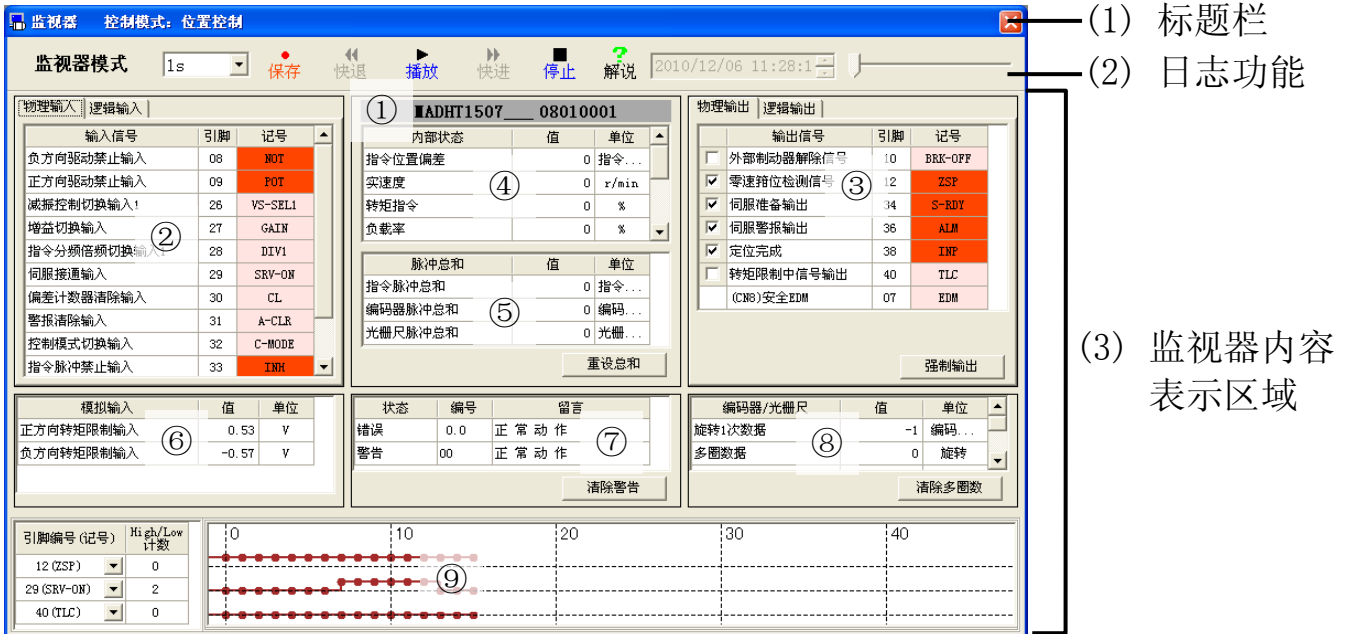 监视器 控制模式: 位置控制
(1) 标题栏
监视器模式 1s 保存 快退 播放 快进 停止 解说 2010/12/06 11:28:1
(2) 日志功能
物理输入 逻辑输入
输入信号 引脚 记号
负方向驱动禁止输入 08 NOT
正方向驱动禁止输入 09 POT
减振控制切换输入1 26 VS-SEL1
增益切换输入 27 GAIN
指令分频倍频切换输入1 28 DIV1
伺服接通输入 29 SRV-ON
偏差计数器清除输入 30 CL
警报清除输入 31 A-CLR
控制模式切换输入 32 C-MODE
指令脉冲禁止输入 33 INH
②
① MADHT1507___ 08010001
内部状态 值 单位
指令位置偏差 0 指令...
实速度 0 r/min
转矩指令 0 %
负载率 0 %
④
脉冲总和 值 单位
指令脉冲总和 0 指令...
编码器脉冲总和 0 编码...
光栅尺脉冲总和 0 光栅...
⑤
重设总和
物理输出 逻辑输出
输出信号 引脚 记号
外部制动器解除信号 10 BRK-OFF
零速箝位检测信号 12 ZSP
伺服准备输出 34 S-RDY
伺服警报输出 36 ALM
定位完成 38 INP
转矩限制中信号输出 40 TLC
(CN8)安全EDM 07 EDM
③
强制输出
(3) 监视器内容
表示区域
模拟输入 值 单位
正方向转矩限制输入 0.53 V
负方向转矩限制输入 -0.57 V
⑥
状态 编号 留言
错误 0.0 正常动作
警告 00 正常动作
⑦
清除警告
编码器/光栅尺 值 单位
旋转1次数据 -1 编码...
多圈数据 0 旋转
⑧
清除多圈数
引脚编号(记号) High/Low
计数
12(ZSP) 0
29(SRV-ON) 2
40(TLC) 0
0 10 20 30 40
⑨